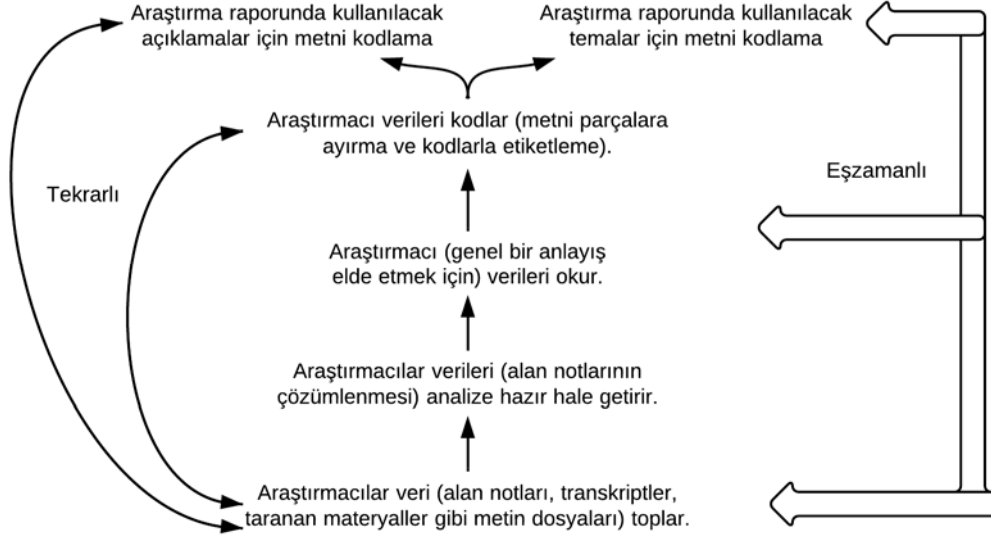 Araştırma raporunda kullanılacak
açıklamalar için metni kodlama
Araştırma raporunda kullanılacak
temalar için metni kodlama
Araştırmacı verileri kodlar (metni parçalara
ayırma ve kodlarla etiketleme).
Tekrarlı
Eşzamanlı
Araştırmacı (genel bir anlayış
elde etmek için) verileri okur.
Araştırmacılar verileri (alan notlarının
çözümlenmesi) analize hazır hale getirir.
Araştırmacılar veri (alan notları, transkriptler,
taranan materyaller gibi metin dosyaları) toplar.